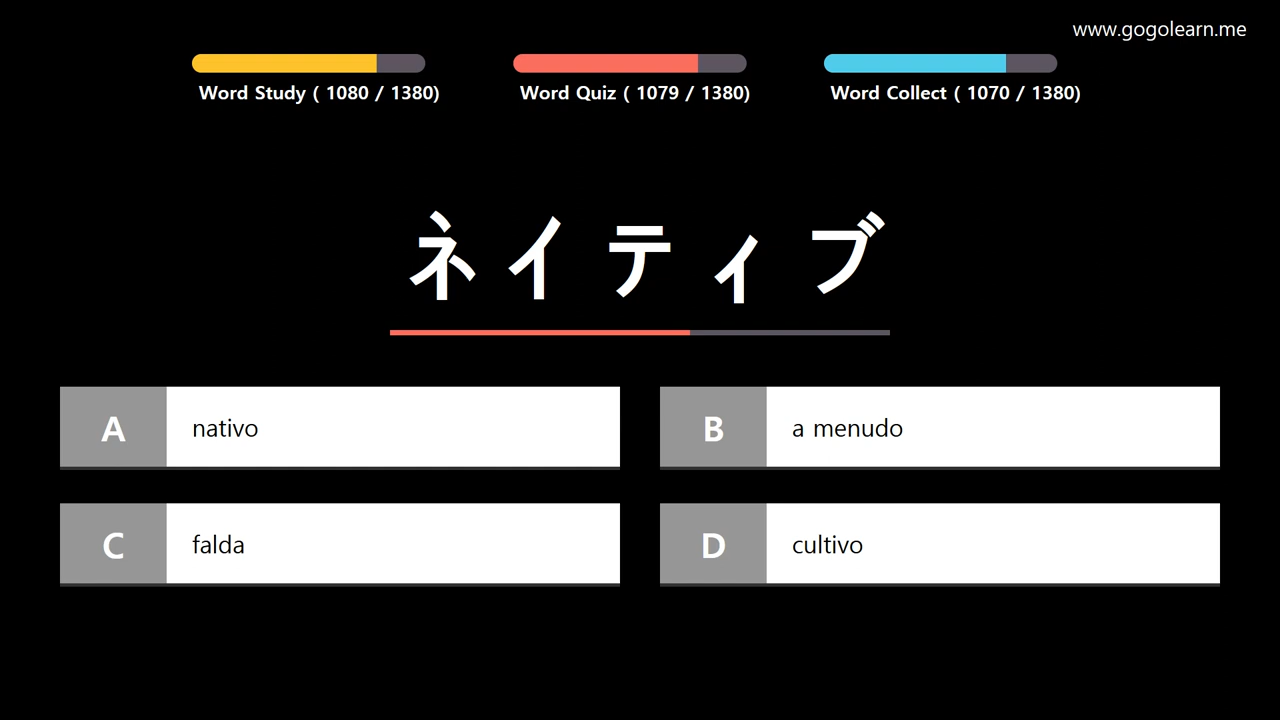 www.gogolearn.me
Word Study ( 1080 / 1380)
Word Quiz ( 1079 / 1380)
Word Collect ( 1070 / 1380)
ネイティブ
A nativo
B a menudo
C falda
D cultivo